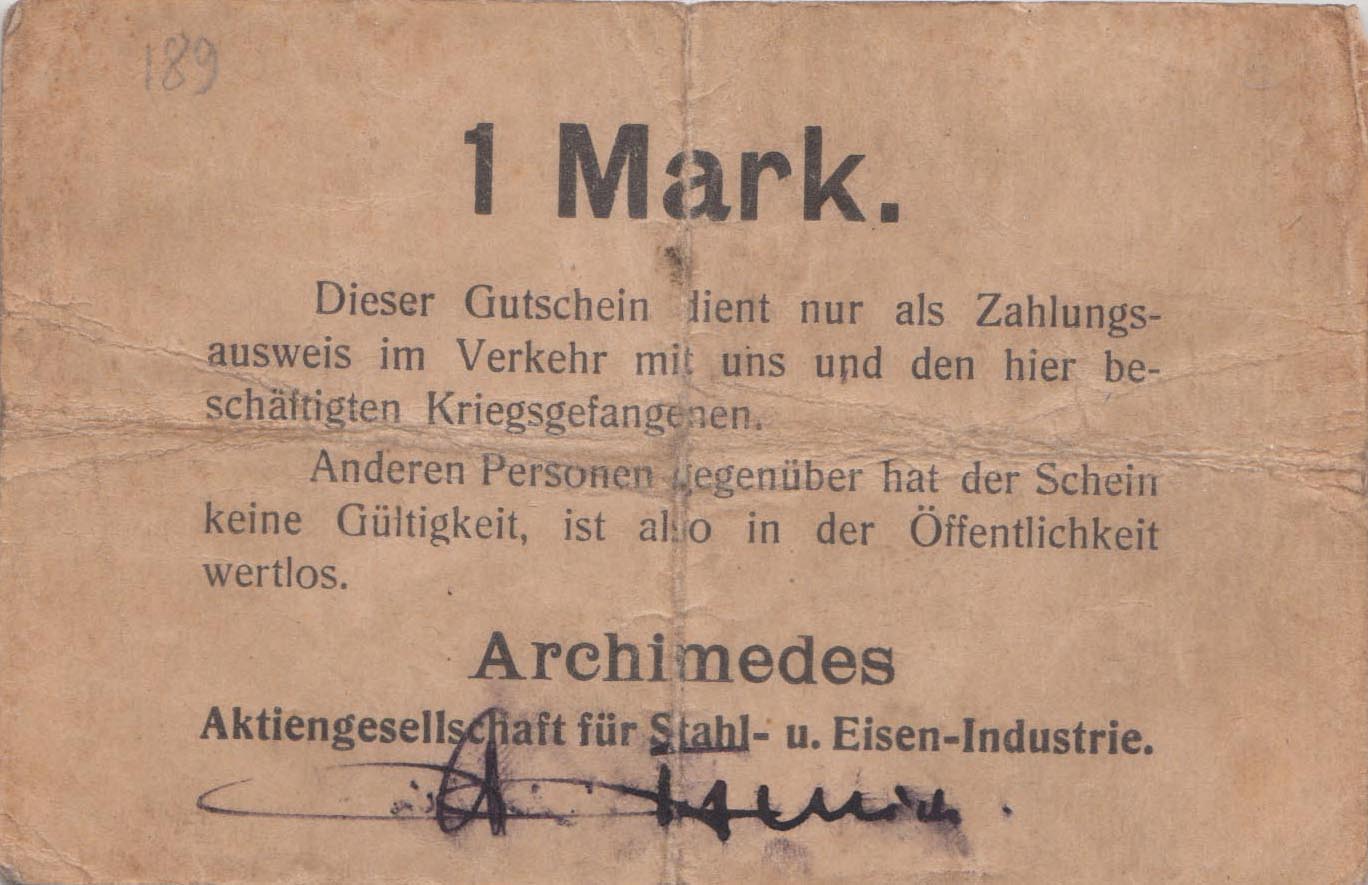 189
1 Mark.
Dieser Gutschein dient nur als Zahlungs-
ausweis im Verkehr mit uns und den hier be-
schäftigten Kriegsgefangenen.
Anderen Personen gegenüber hat der Schein
keine Gültigkeit, ist also in der Öffentlichkeit
wertlos.
Archimedes
Aktiengesellschaft für Stahl- u. Eisen-Industrie.